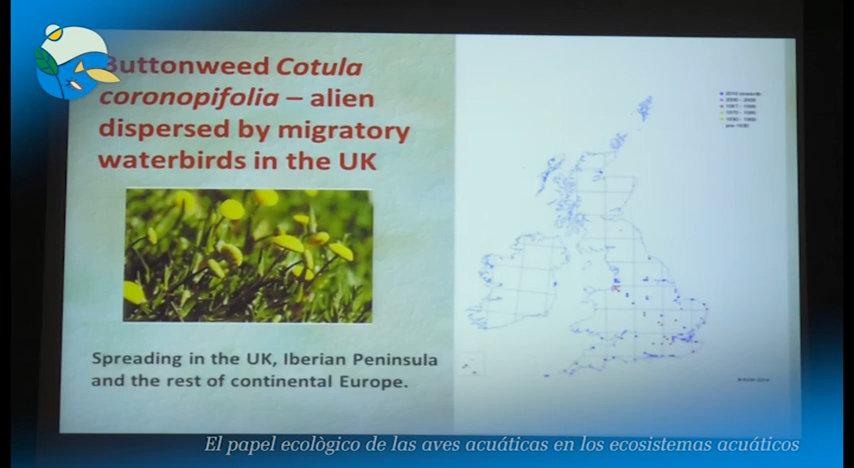 Buttonweed Cotula
coronopifolia – alien
dispersed by migratory
waterbirds in the UK
Spreading in the UK, Iberian Peninsula
and the rest of continental Europe.
El papel ecològico de las aves acuáticas en los ecosistemas acuáticos